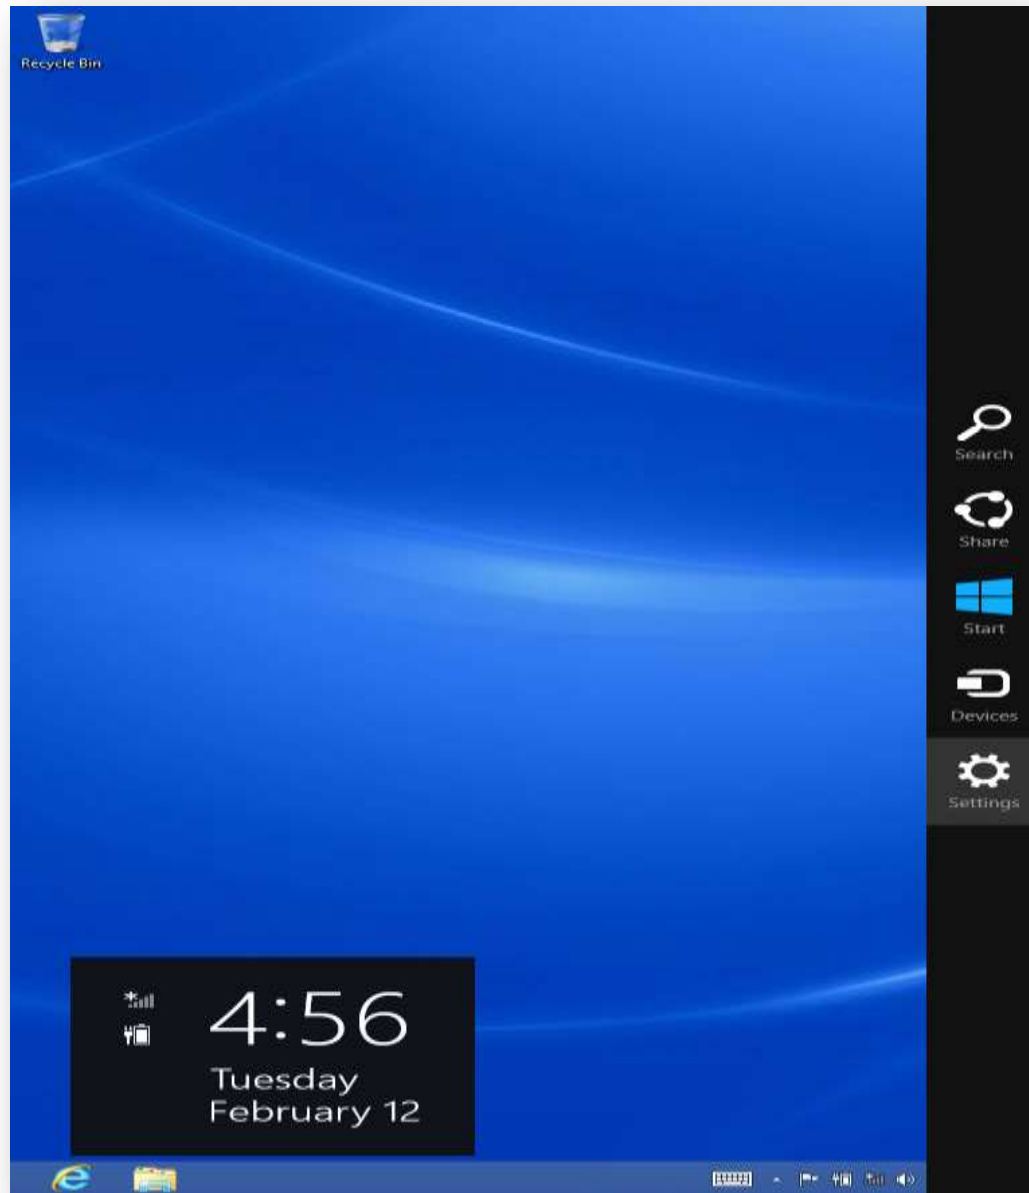 Recycle Bin
Search
Share
Start
Devices
Settings
4:56
Tuesday
February 12